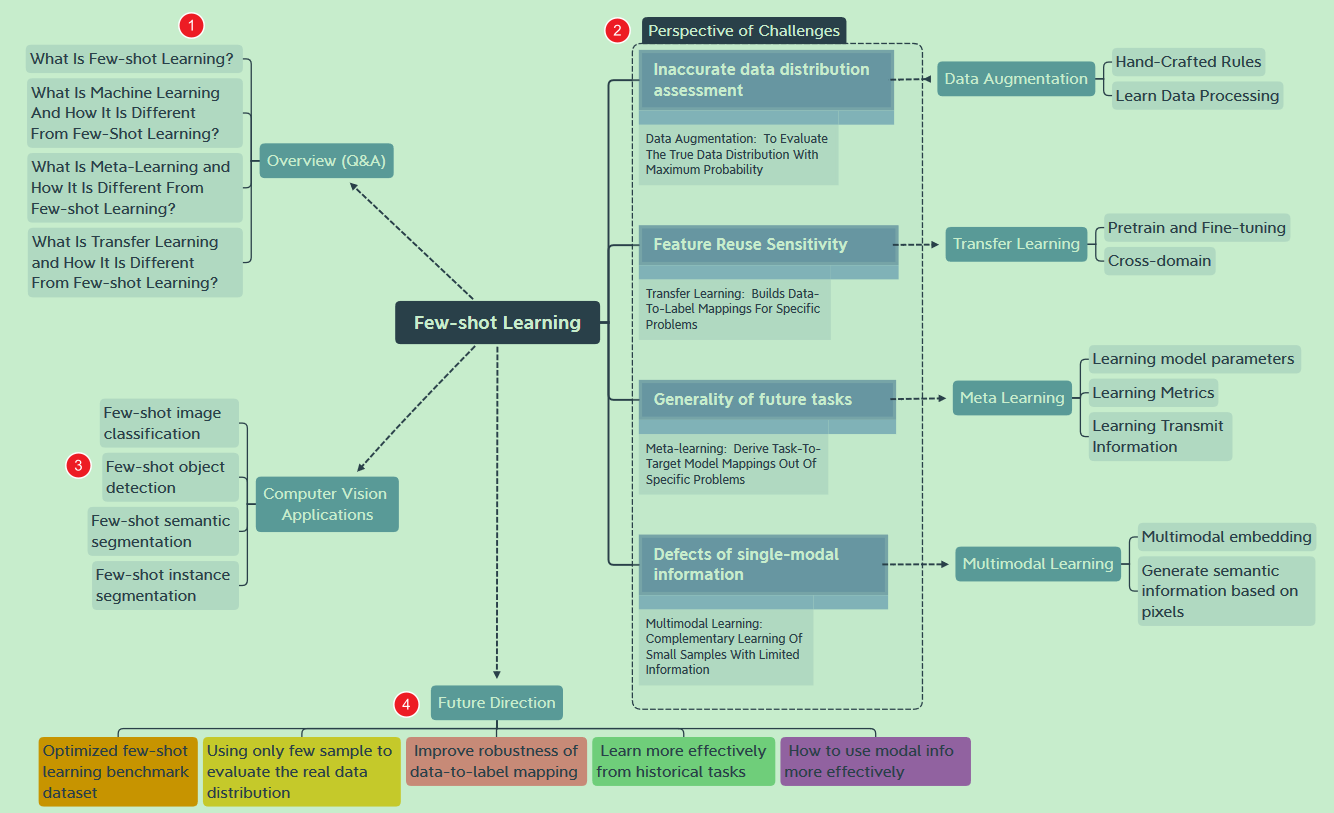 1
What Is Few-shot Learning?
What Is Machine Learning
And How It Is Different
From Few-Shot Learning?
What Is Meta-Learning and
How It Is Different From
Few-shot Learning?
What Is Transfer Learning
and How It Is Different
From Few-shot Learning?
Overview (Q&A)
Few-shot Learning
2
Perspective of Challenges
Inaccurate data distribution
assessment
Data Augmentation: To Evaluate
The True Data Distribution With
Maximum Probability
Data Augmentation
Hand-Crafted Rules
Learn Data Processing
Feature Reuse Sensitivity
Transfer Learning: Builds Data-
To-Label Mappings For Specific
Problems
Transfer Learning
Pretrain and Fine-tuning
Cross-domain
Generality of future tasks
Meta-learning: Derive Task-To-
Target Model Mappings Out Of
Specific Problems
Meta Learning
Learning model parameters
Learning Metrics
Learning Transmit
Information
Defects of single-modal
information
Multimodal Learning:
Complementary Learning Of
Small Samples With Limited
Information
Multimodal Learning
Multimodal embedding
Generate semantic
information based on
pixels
3
Few-shot image
classification
Few-shot object
detection
Few-shot semantic
segmentation
Few-shot instance
segmentation
Computer Vision
Applications
4
Future Direction
Optimized few-shot
learning benchmark
dataset
Using only few sample to
evaluate the real data
distribution
Improve robustness of
data-to-label mapping
Learn more effectively
from historical tasks
How to use modal info
more effectively